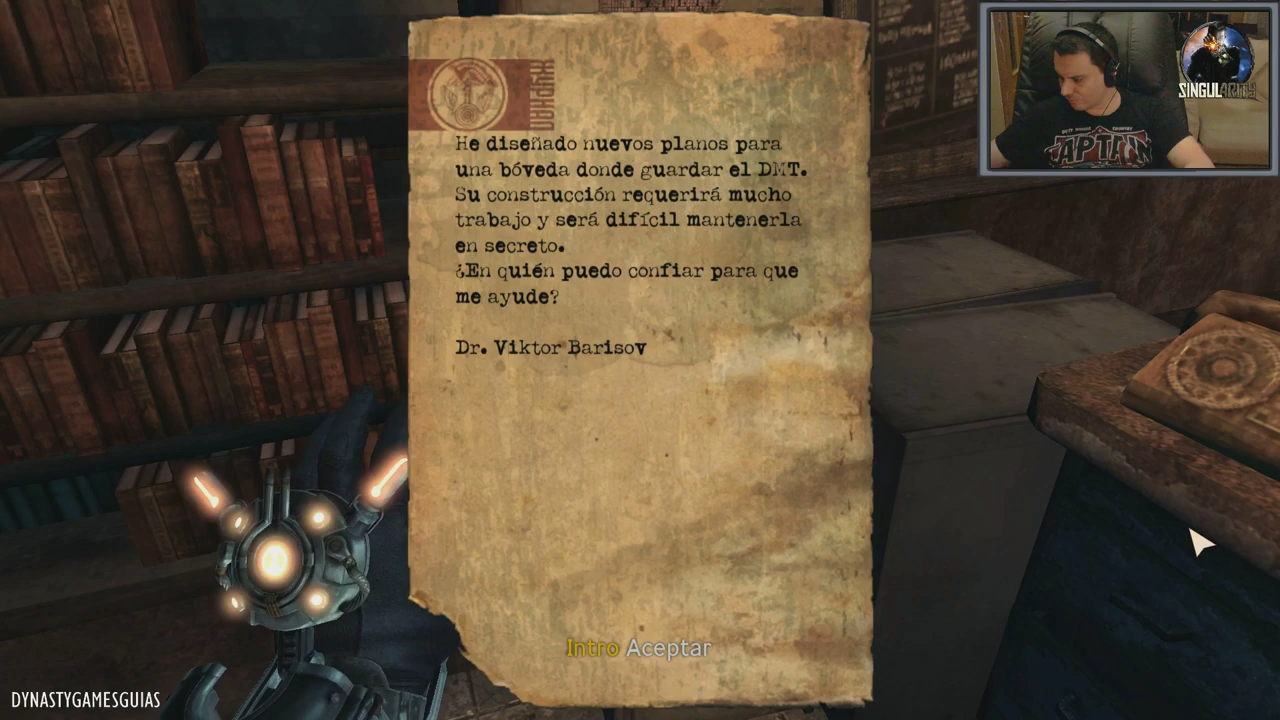 He diseñado nuevos planos para
una bóveda donde guardar el DMT.
Su construcción requerirá mucho
trabajo y será difícil mantenerla
en secreto.
¿En quién puedo confiar para que
me ayude?
Dr. Viktor Barisov
Intro Aceptar
SINGULARITY
CAPTAIN
DYNASTYGAMESGUIAS